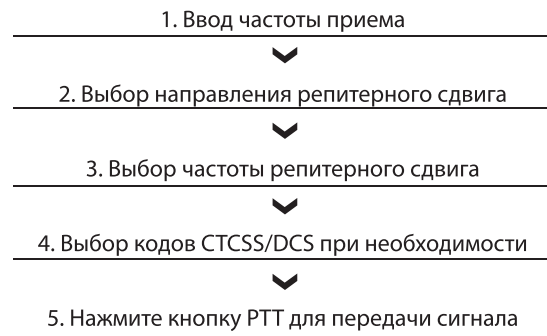 1. Ввод частоты приема
2. Выбор направления репитерного сдвига
3. Выбор частоты репитерного сдвига
4. Выбор кодов CTCSS/DCS при необходимости
5. Нажмите кнопку PTT для передачи сигнала